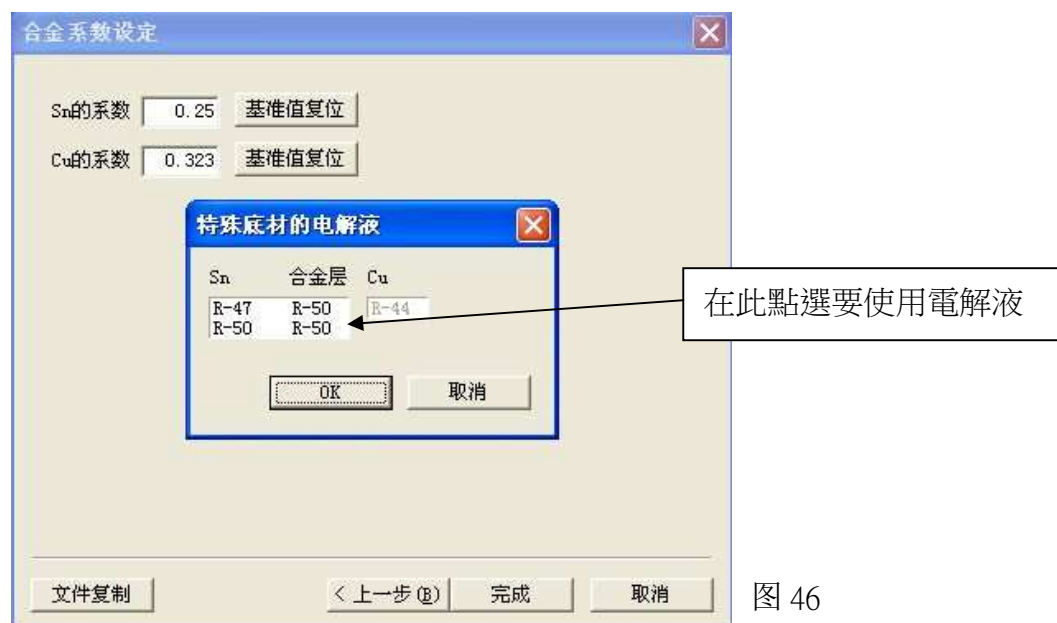 合金系数设定
Sn的系数 0.25 基准值复位
Cu的系数 0.323 基准值复位
特殊底材的电解液
Sn 合金层 Cu
R-47 R-50 R-44
R-50 R-50
在此點選要使用電解液
OK 取消
文件复制 < 上一步(B) 完成 取消
图 46